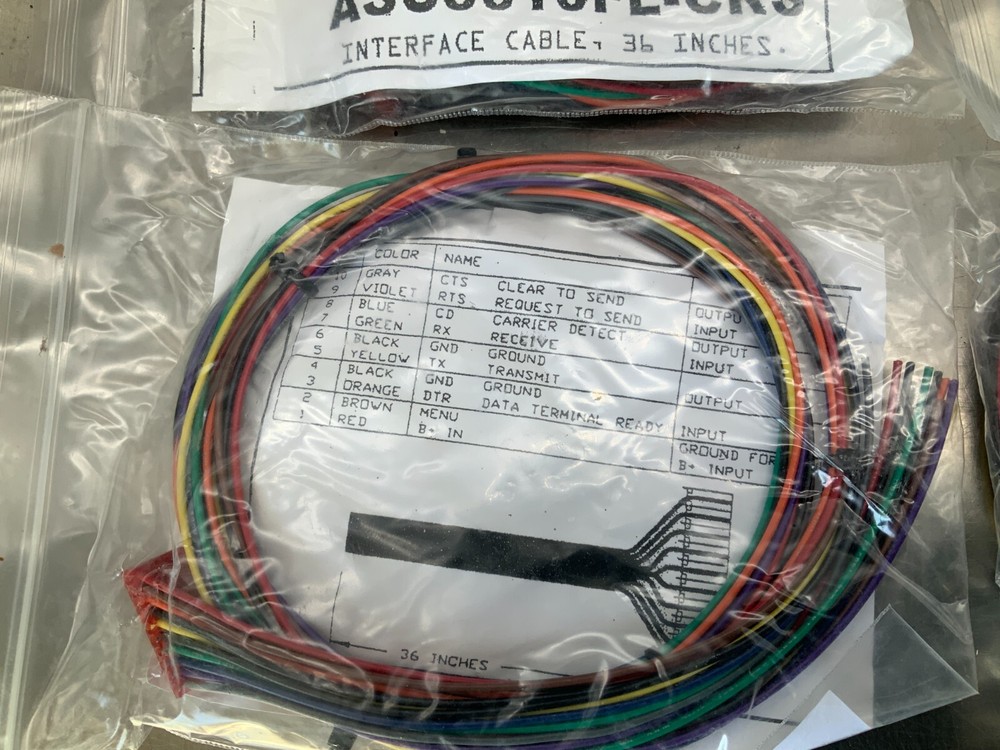 INTERFACE CABLE, 36 INCHES.
COLOR NAME
10 GRAY CTS CLEAR TO SEND OUTPU
9 VIOLET RTS REQUEST TO SEND INPUT
8 BLUE CD CARRIER DETECT OUTPUT
7 GREEN RX RECEIVE INPUT
6 BLACK GND GROUND
5 YELLOW TX TRANSMIT OUTPUT
4 BLACK GND GROUND
3 ORANGE DTR DATA TERMINAL READY INPUT
2 BROWN MENU GROUND FOR
1 RED B+ IN B+ INPUT
36 INCHES